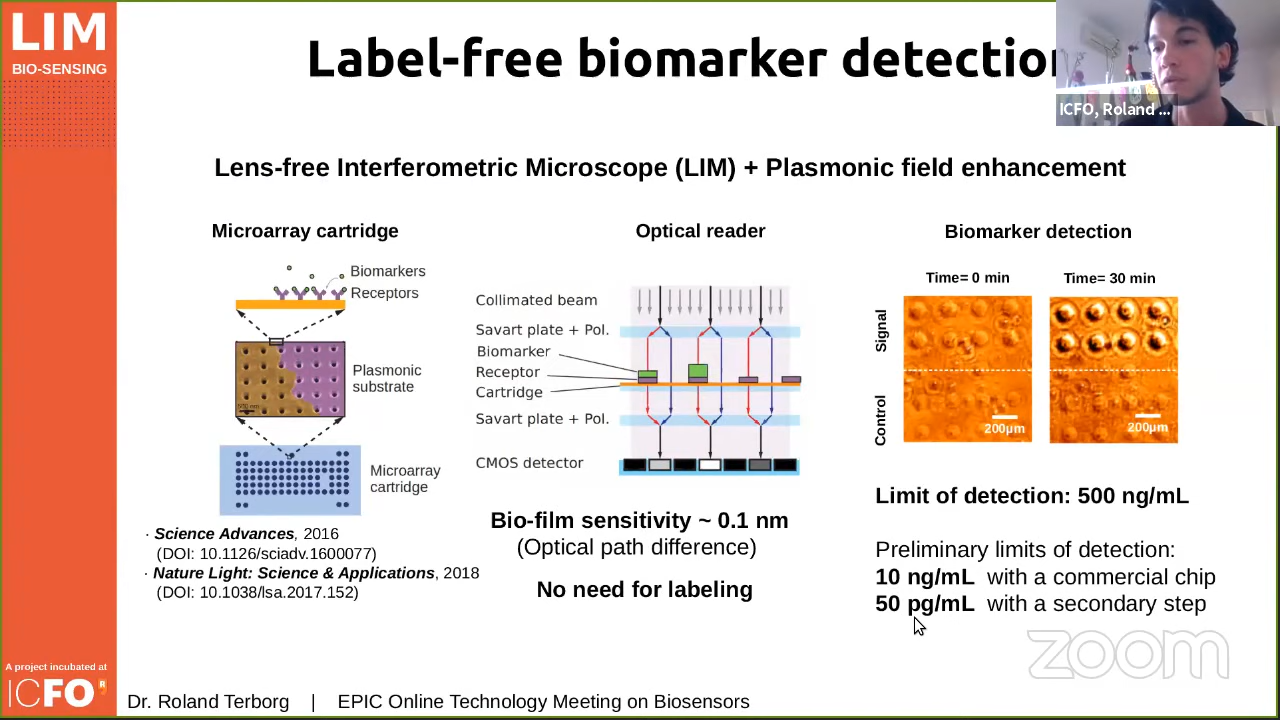 LIM
BIO-SENSING
Label-free biomarker
ICFO, Roland ...
Lens-free Interferometric Microscope (LIM) + Plasmonic field enhancement
Microarray cartridge
Biomarkers
Receptors
Plasmonic
substrate
Microarray
cartridge
· Science Advances, 2016
(DOI: 10.1126/sciadv.1600077)
· Nature Light: Science & Applications, 2018
(DOI: 10.1038/lsa.2017.152)
Optical reader
Collimated beam
Savart plate + Pol.
Biomarker
Receptor
Cartridge
Savart plate + Pol.
CMOS detector
Bio-film sensitivity ~ 0.1 nm
(Optical path difference)
No need for labeling
Biomarker detection
Time= 0 min
Time= 30 min
Signal
Control
200µm
200µm
Limit of detection: 500 ng/mL
Preliminary limits of detection:
10 ng/mL with a commercial chip
50 pg/mL with a secondary step
zoom
A project incubated at
ICFO
Dr. Roland Terborg | EPIC Online Technology Meeting on Biosensors